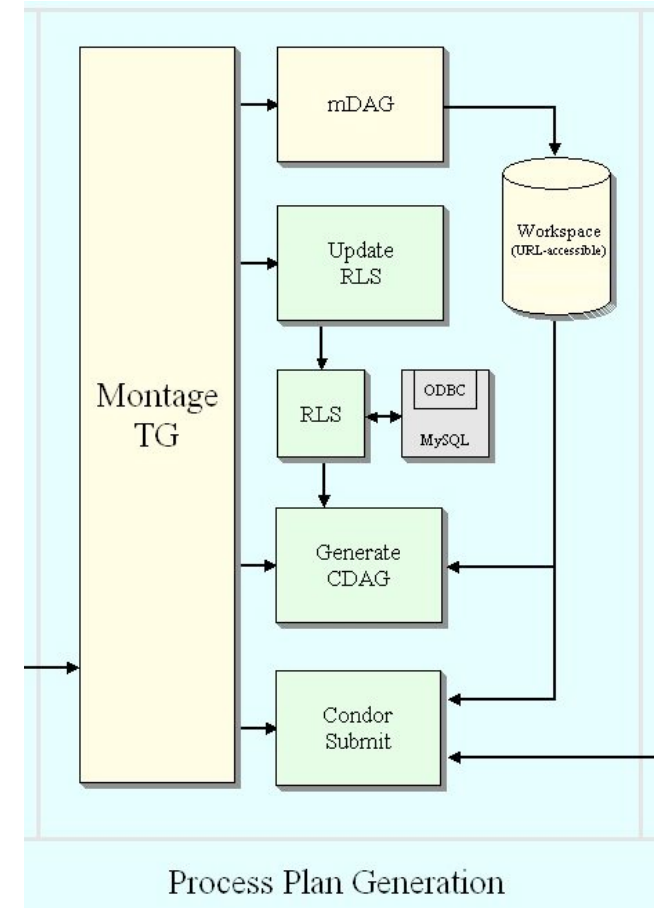 mDAG
Workspace
(URL-accessible)
Update
RLS
Montage
TG
RLS
ODBC
MySQL
Generate
CDAG
Condor
Submit
Process Plan Generation